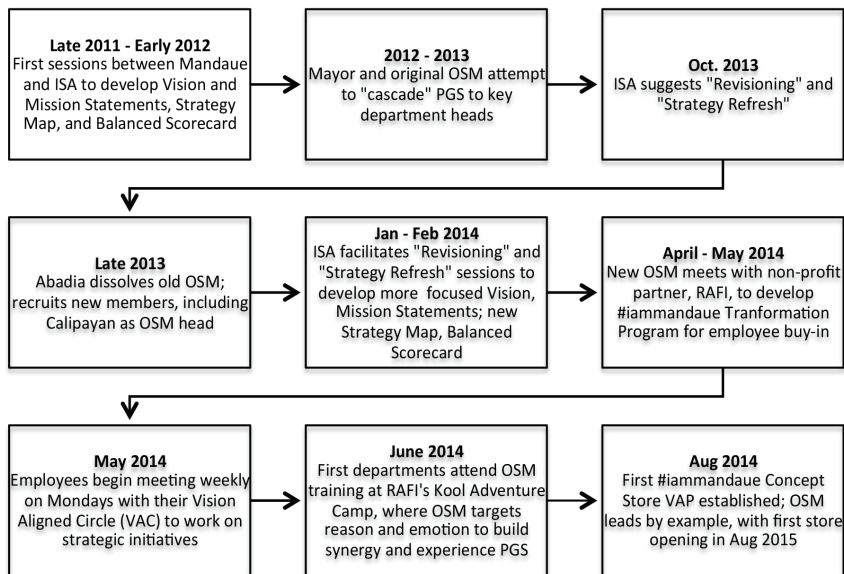 Late 2011 - Early 2012
First sessions between Mandaue
and ISA to develop Vision and
Mission Statements, Strategy
Map, and Balanced Scorecard
2012 - 2013
Mayor and original OSM attempt
to "cascade" PGS to key
department heads
Oct. 2013
ISA suggests "Revisioning" and
"Strategy Refresh"
Late 2013
Abadia dissolves old OSM;
recruits new members, including
Calipayan as OSM head
Jan - Feb 2014
ISA facilitates "Revisioning" and
"Strategy Refresh" sessions to
develop more focused Vision,
Mission Statements; new
Strategy Map, Balanced
Scorecard
April - May 2014
New OSM meets with non-profit
partner, RAFI, to develop
#iammandaue Tranformation
Program for employee buy-in
May 2014
Employees begin meeting weekly
on Mondays with their Vision
Aligned Circle (VAC) to work on
strategic initiatives
June 2014
First departments attend OSM
training at RAFI's Kool Adventure
Camp, where OSM targets
reason and emotion to build
synergy and experience PGS
Aug 2014
First #iammandaue Concept
Store VAP established; OSM
leads by example, with first store
opening in Aug 2015